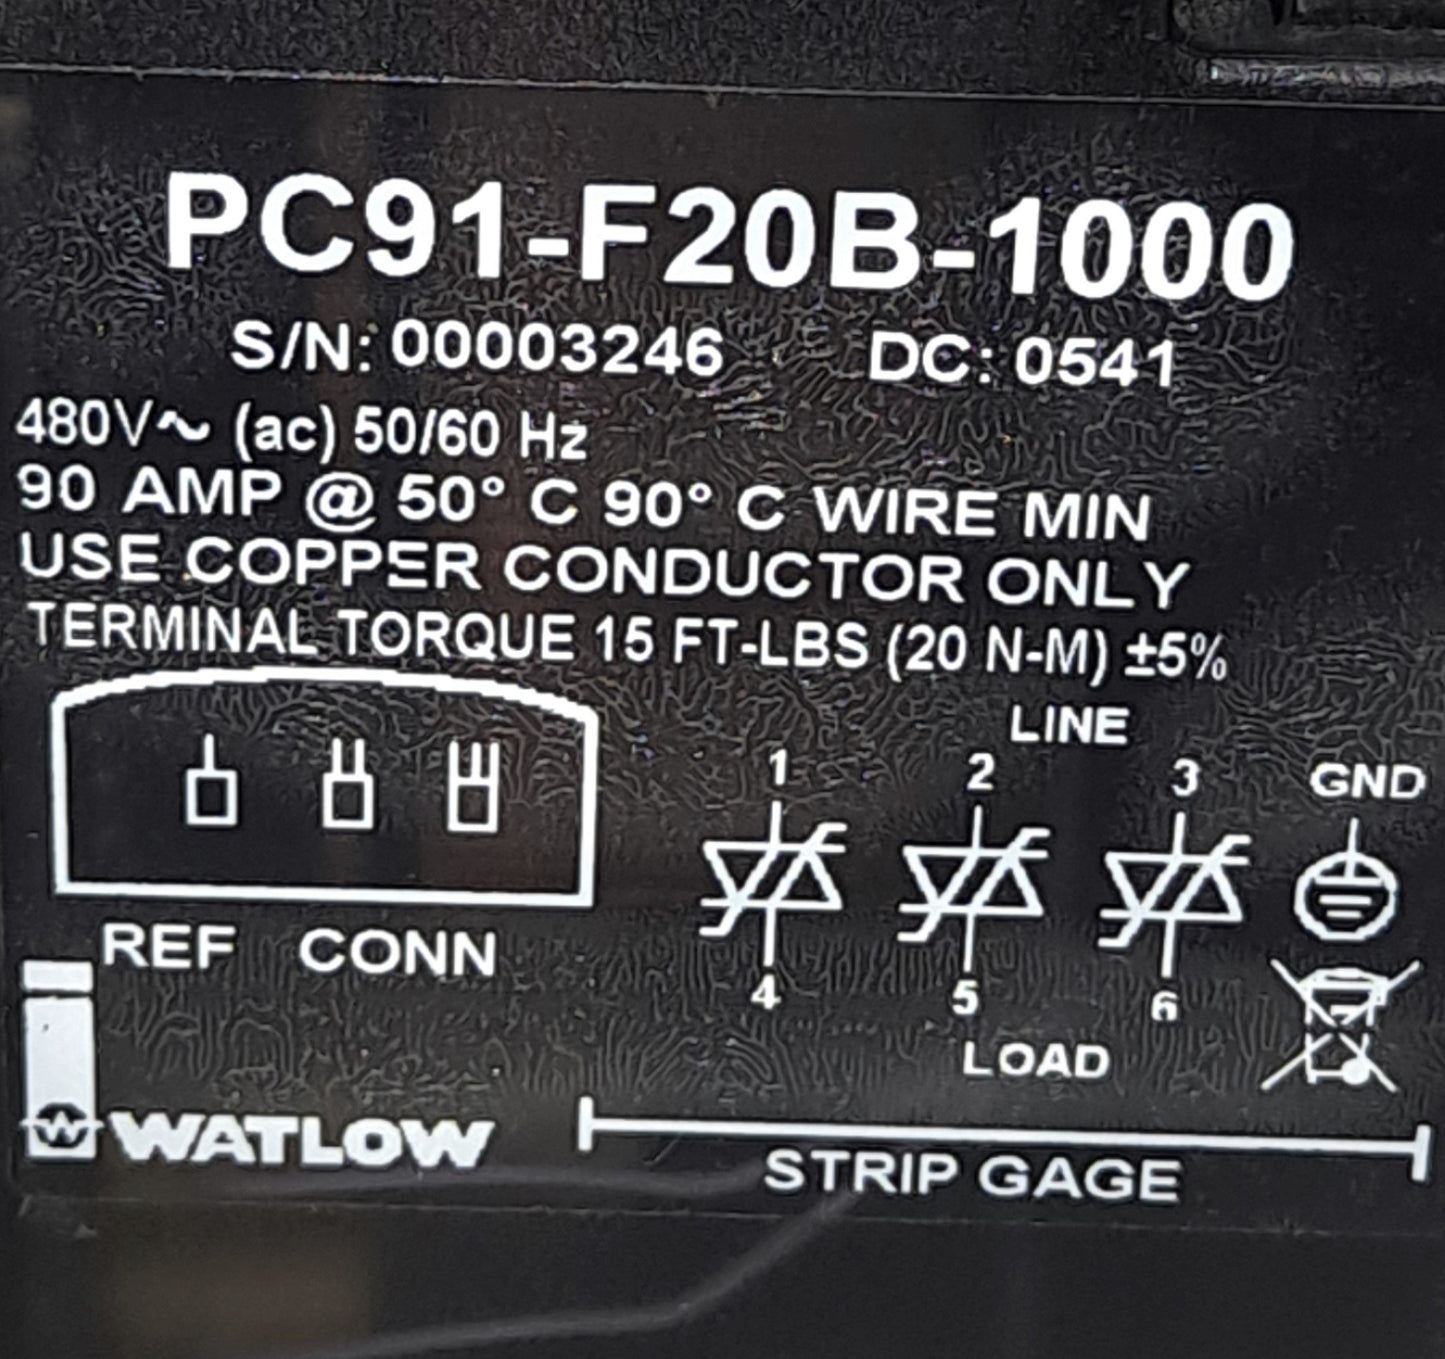 PC91-F20B-1000
S/N: 00003246 DC: 0541
480V~ (ac) 50/60 Hz
90 AMP @ 50° C 90° C WIRE MIN
USE COPPER CONDUCTOR ONLY
TERMINAL TORQUE 15 FT-LBS (20 N-M) ±5%
LINE
1 2 3 GND
REF CONN
4 5 6
LOAD
W WATLOW
STRIP GAGE